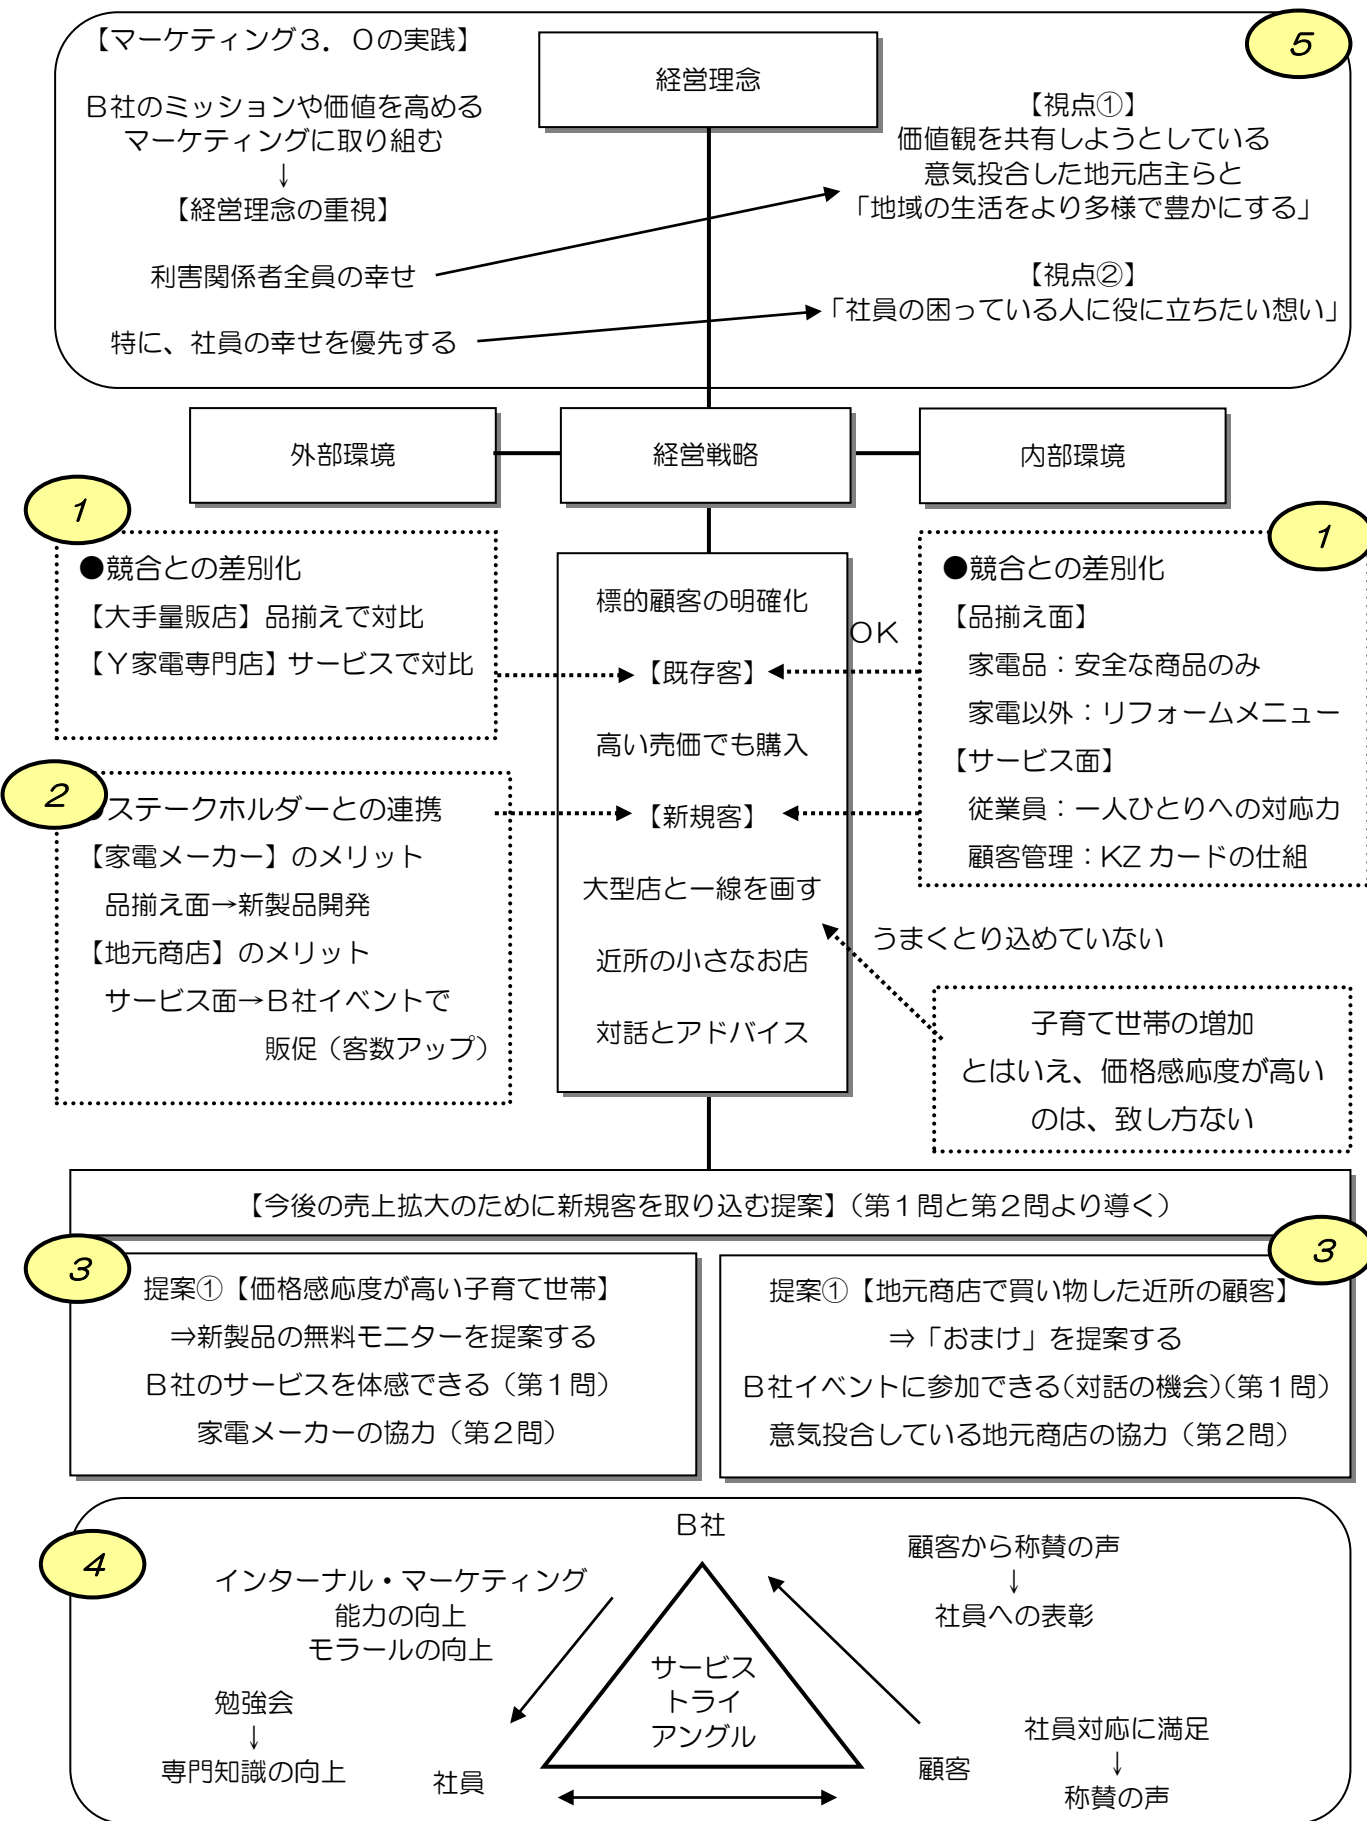 5
【マーケティング3．0の実践】
B社のミッションや価値を高める
マーケティングに取り組む
↓
【経営理念の重視】
利害関係者全員の幸せ
特に、社員の幸せを優先する
経営理念
【視点①】
価値観を共有しようとしている
意気投合した地元店主らと
「地域の生活をより多様で豊かにする」
【視点②】
「社員の困っている人に役に立ちたい想い」
外部環境
経営戦略
内部環境
1
●競合との差別化
【大手量販店】品揃えで対比
【Y家電専門店】サービスで対比
2
●ステークホルダーとの連携
【家電メーカー】のメリット
品揃え面→新製品開発
【地元商店】のメリット
サービス面→B社イベントで
販促（客数アップ）
標的顧客の明確化
【既存客】
高い売価でも購入
【新規客】
大型店と一線を画す
近所の小さなお店
対話とアドバイス
OK
1
●競合との差別化
【品揃え面】
家電品：安全な商品のみ
家電以外：リフォームメニュー
【サービス面】
従業員：一人ひとりへの対応力
顧客管理：KZカードの仕組
うまくとり込めていない
子育て世帯の増加
とはいえ、価格感応度が高い
のは、致し方ない
【今後の売上拡大のために新規客を取り込む提案】（第1問と第2問より導く）
3
提案①【価格感応度が高い子育て世帯】
⇒新製品の無料モニターを提案する
B社のサービスを体感できる（第1問）
家電メーカーの協力（第2問）
3
提案①【地元商店で買い物した近所の顧客】
⇒「おまけ」を提案する
B社イベントに参加できる（対話の機会）（第1問）
意気投合している地元商店の協力（第2問）
4
B社
インターナル・マーケティング
能力の向上
モラールの向上
勉強会
↓
専門知識の向上
社員
サービス
トライ
アングル
顧客から称賛の声
↓
社員への表彰
顧客
社員対応に満足
↓
称賛の声